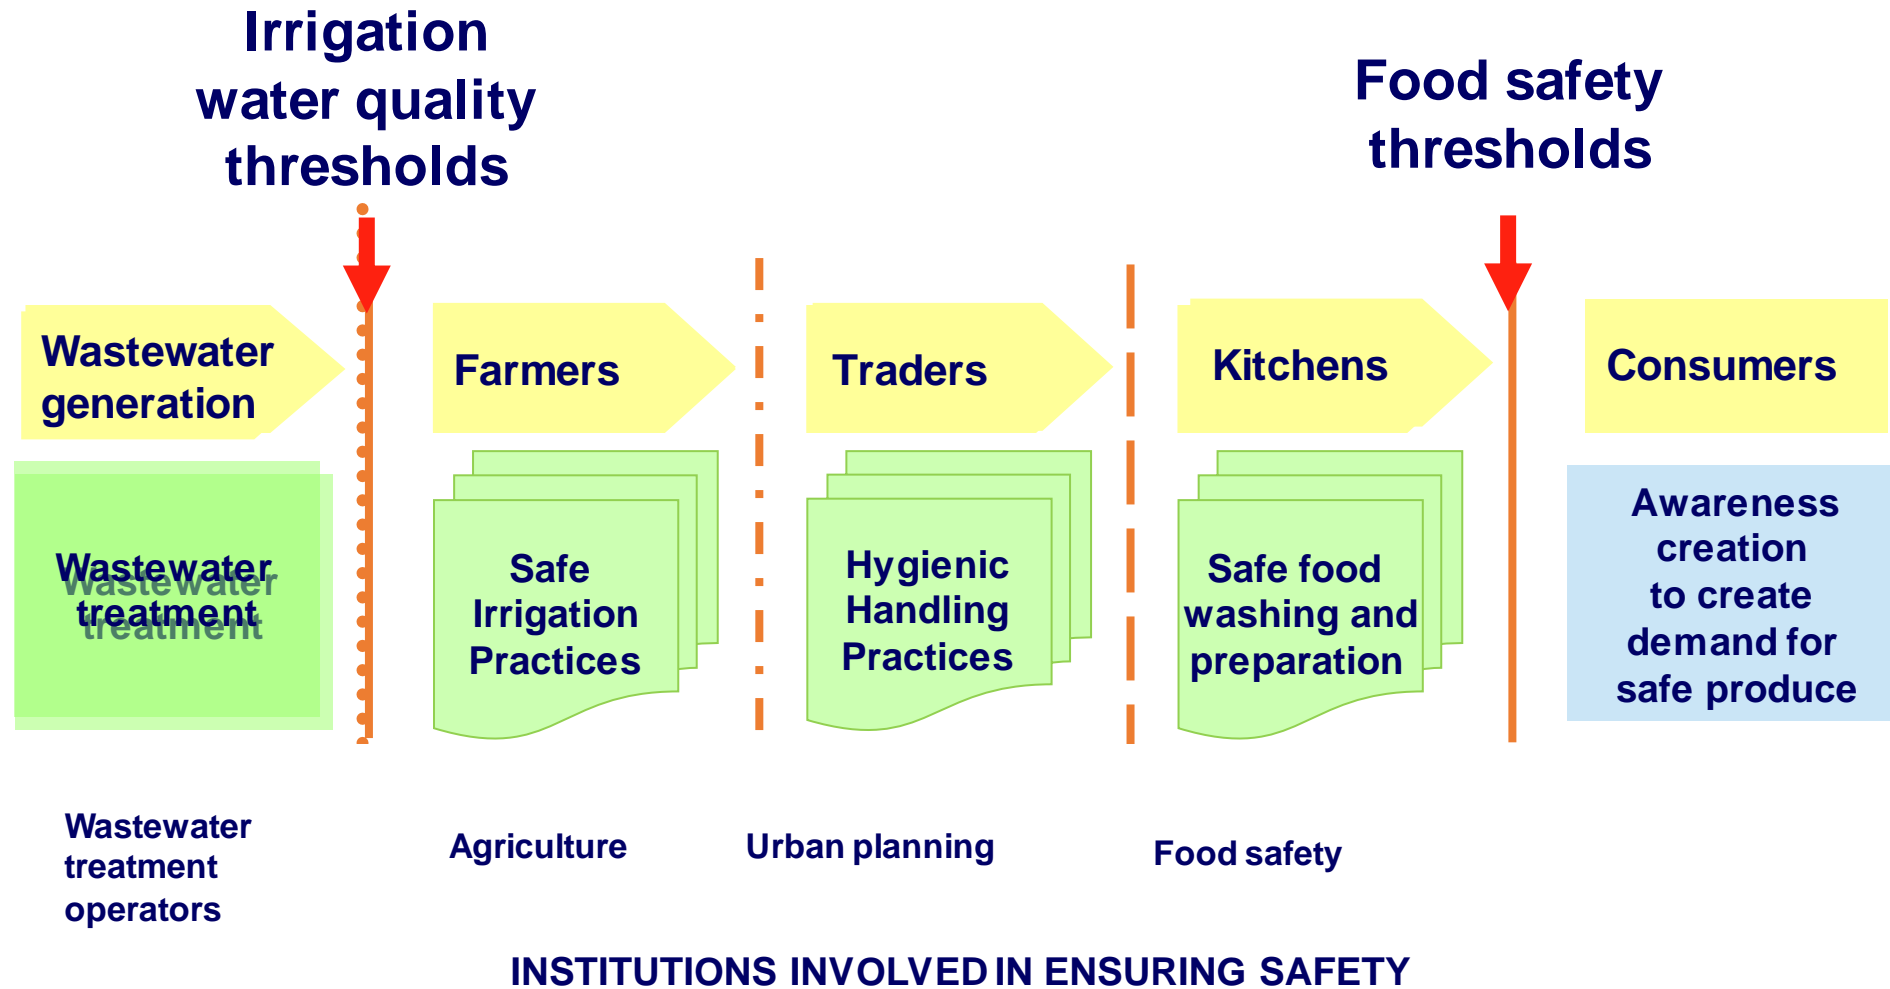 Irrigation
water quality
thresholds
Food safety
thresholds
Wastewater
generation
Farmers
Traders
Kitchens
Consumers
Wastewater
treatment
Wastewater
treatment
Safe
Irrigation
Practices
Hygienic
Handling
Practices
Safe food
washing and
preparation
Awareness
creation
to create
demand for
safe produce
Wastewater
treatment
operators
Agriculture
Urban planning
Food safety
INSTITUTIONS INVOLVED IN ENSURING SAFETY